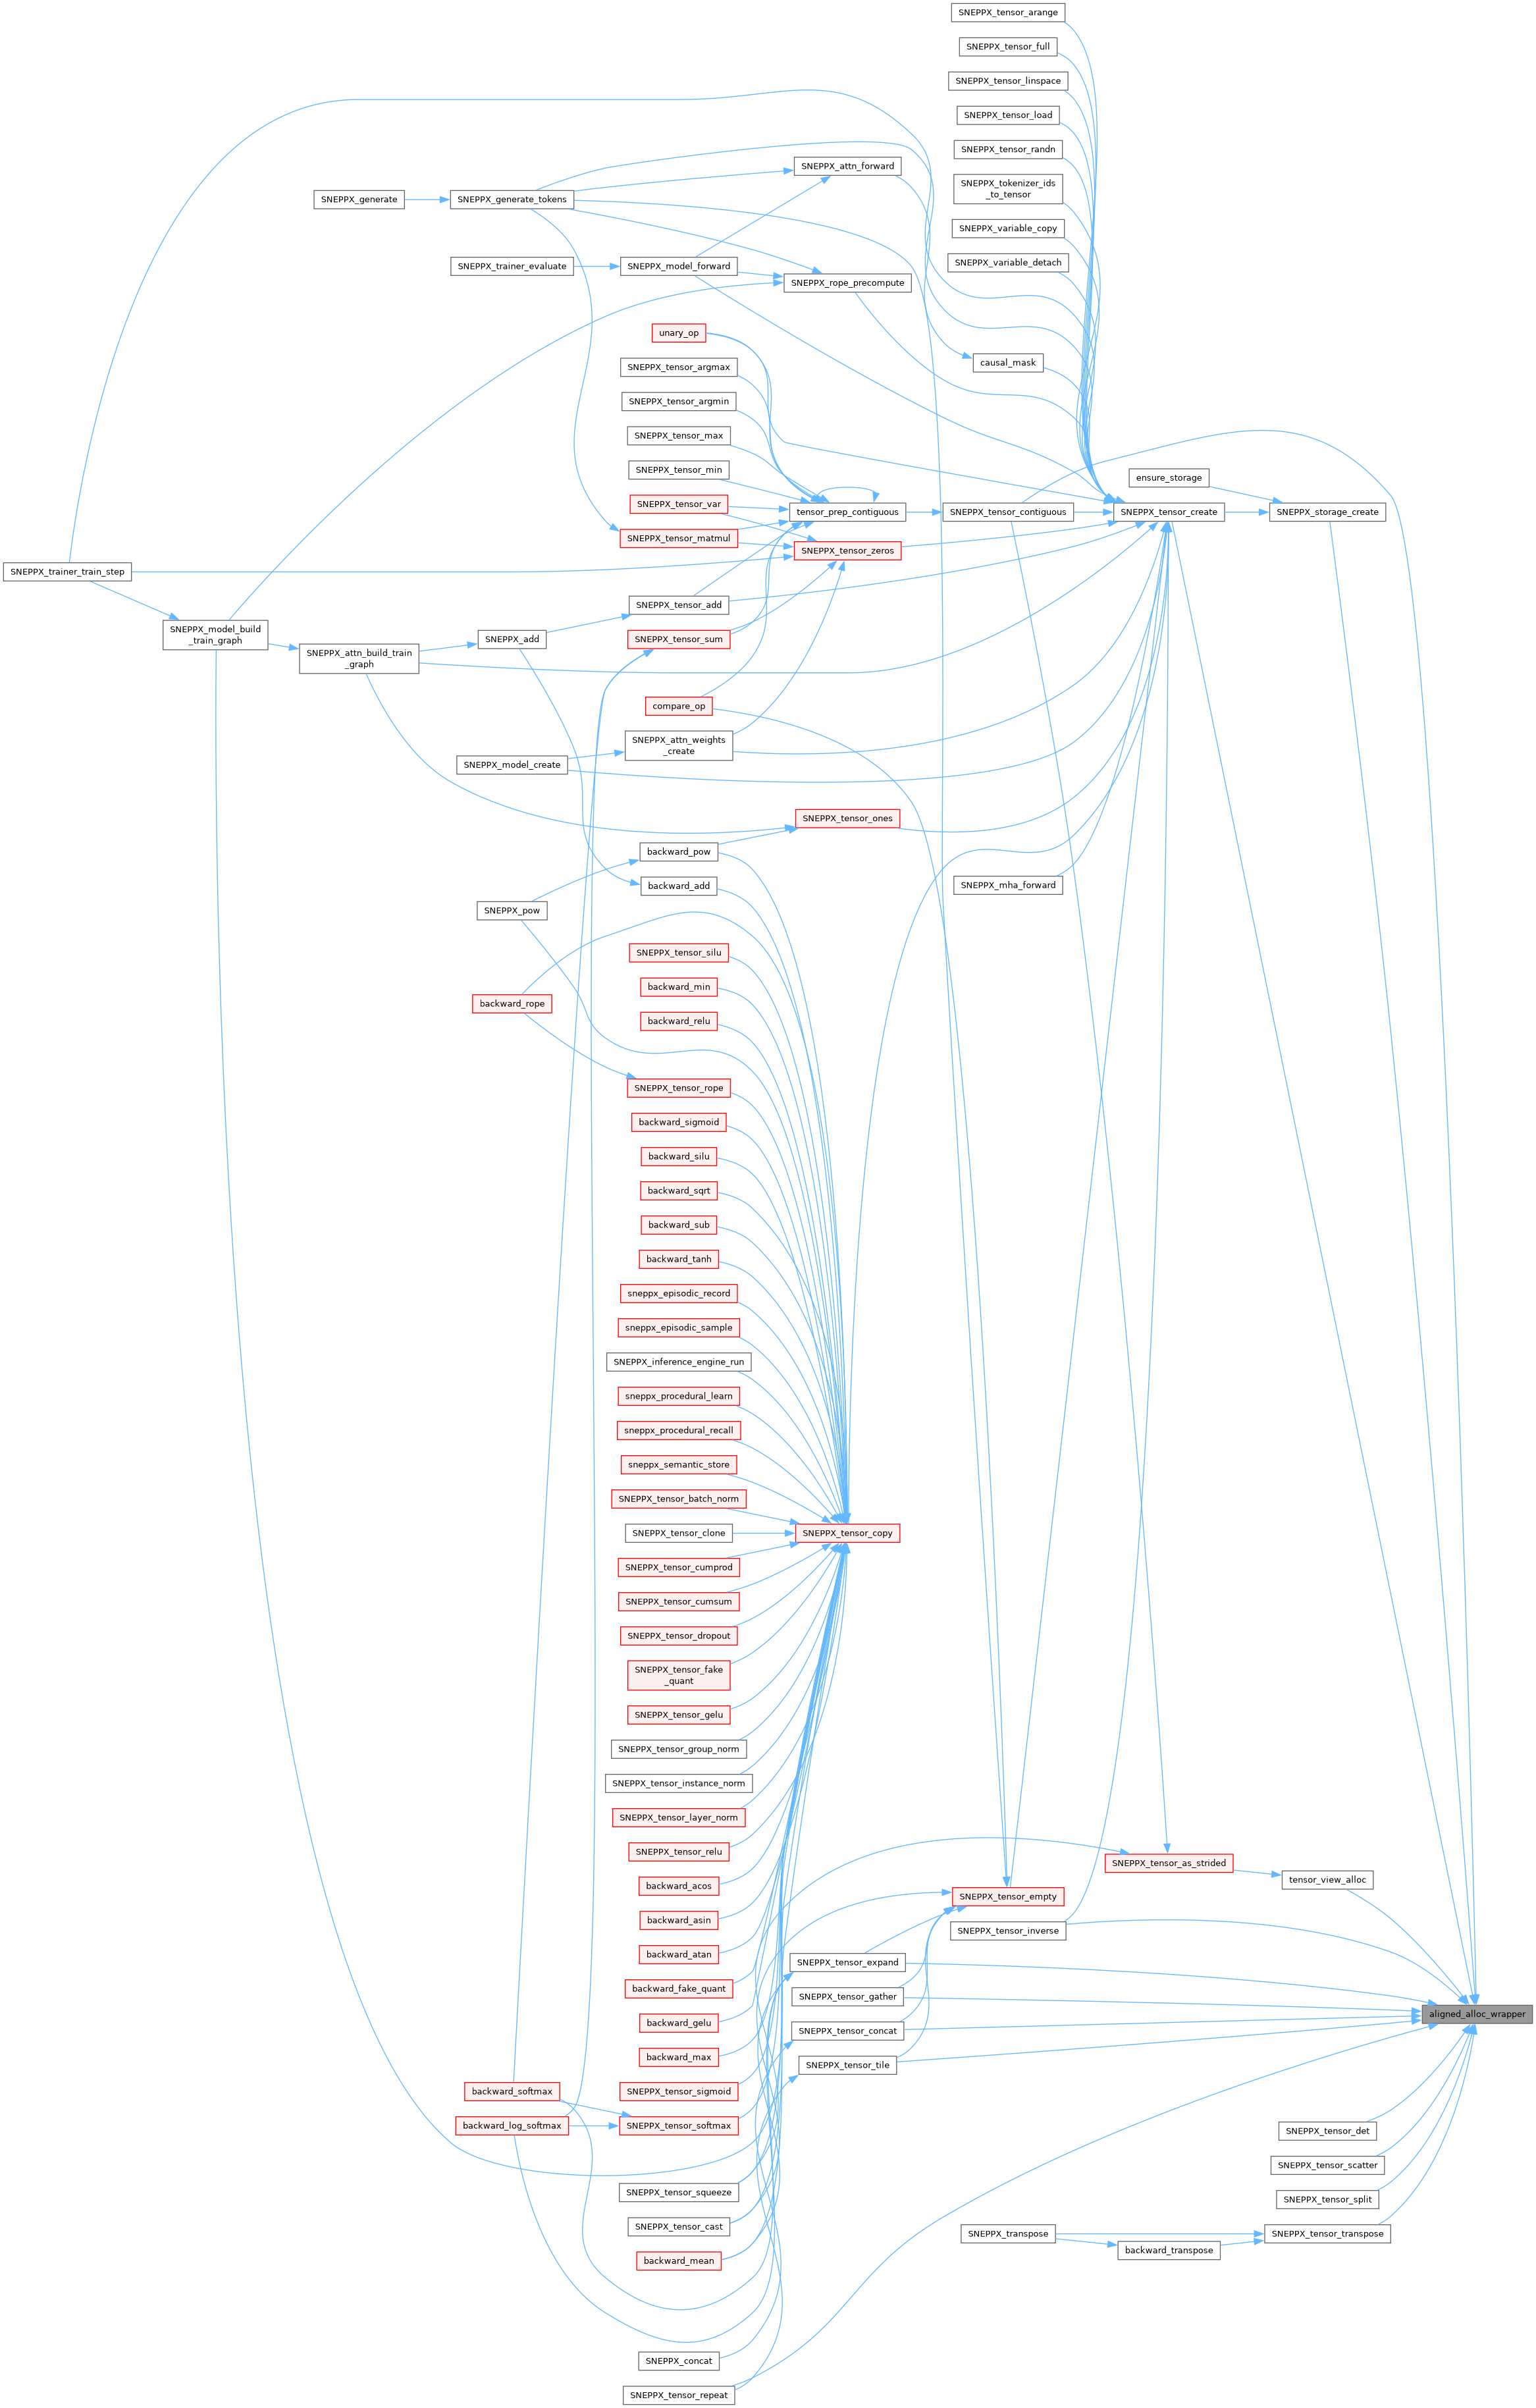 SNEPPX_tensor_arange
SNEPPX_tensor_full
SNEPPX_tensor_linspace
SNEPPX_tensor_load
SNEPPX_tensor_randn
SNEPPX_attn_forward
SNEPPX_tokenizer_ids
_to_tensor
SNEPPX_generate
SNEPPX_generate_tokens
SNEPPX_variable_copy
SNEPPX_variable_detach
SNEPPX_trainer_evaluate
SNEPPX_model_forward
SNEPPX_rope_precompute
unary_op
causal_mask
SNEPPX_tensor_argmax
SNEPPX_tensor_argmin
SNEPPX_tensor_max
SNEPPX_tensor_min
ensure_storage
SNEPPX_tensor_var
tensor_prep_contiguous
SNEPPX_tensor_contiguous
SNEPPX_tensor_create
SNEPPX_storage_create
SNEPPX_tensor_matmul
SNEPPX_tensor_zeros
SNEPPX_trainer_train_step
SNEPPX_tensor_add
SNEPPX_model_build
_train_graph
SNEPPX_add
SNEPPX_tensor_sum
SNEPPX_attn_build_train
_graph
compare_op
SNEPPX_attn_weights
_create
SNEPPX_model_create
SNEPPX_tensor_ones
backward_pow
backward_add
SNEPPX_mha_forward
SNEPPX_pow
SNEPPX_tensor_silu
backward_min
backward_rope
backward_relu
SNEPPX_tensor_rope
backward_sigmoid
backward_silu
backward_sqrt
backward_sub
backward_tanh
sneppx_episodic_record
sneppx_episodic_sample
SNEPPX_inference_engine_run
sneppx_procedural_learn
sneppx_procedural_recall
sneppx_semantic_store
SNEPPX_tensor_batch_norm
SNEPPX_tensor_clone
SNEPPX_tensor_copy
SNEPPX_tensor_cumprod
SNEPPX_tensor_cumsum
SNEPPX_tensor_dropout
SNEPPX_tensor_fake
_quant
SNEPPX_tensor_gelu
SNEPPX_tensor_group_norm
SNEPPX_tensor_instance_norm
SNEPPX_tensor_layer_norm
SNEPPX_tensor_relu
SNEPPX_tensor_as_strided
tensor_view_alloc
backward_acos
SNEPPX_tensor_empty
backward_asin
SNEPPX_tensor_inverse
backward_atan
SNEPPX_tensor_expand
backward_fake_quant
SNEPPX_tensor_gather
aligned_alloc_wrapper
backward_gelu
SNEPPX_tensor_concat
backward_max
SNEPPX_tensor_tile
backward_softmax
SNEPPX_tensor_sigmoid
backward_log_softmax
SNEPPX_tensor_softmax
SNEPPX_tensor_det
SNEPPX_tensor_scatter
SNEPPX_tensor_squeeze
SNEPPX_tensor_split
SNEPPX_tensor_cast
SNEPPX_transpose
SNEPPX_tensor_transpose
backward_transpose
backward_mean
SNEPPX_concat
SNEPPX_tensor_repeat